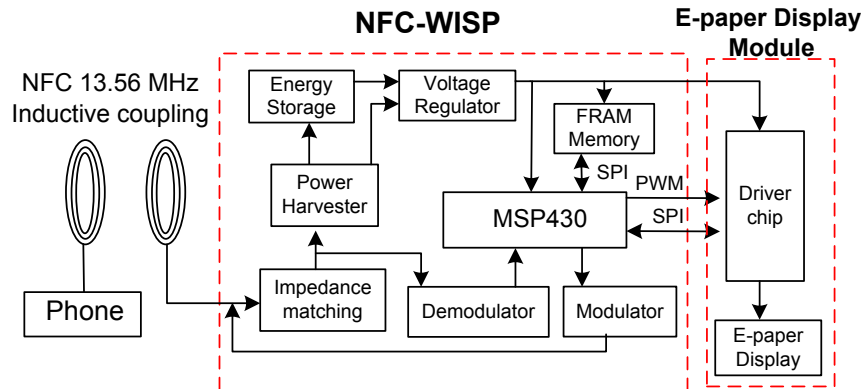 NFC-WISP
E-paper Display
Module
NFC 13.56 MHz
Inductive coupling
Energy
Storage
Voltage
Regulator
FRAM
Memory
SPI
PWM
SPI
Power
Harvester
MSP430
Driver
chip
Phone
Impedance
matching
Demodulator
Modulator
E-paper
Display